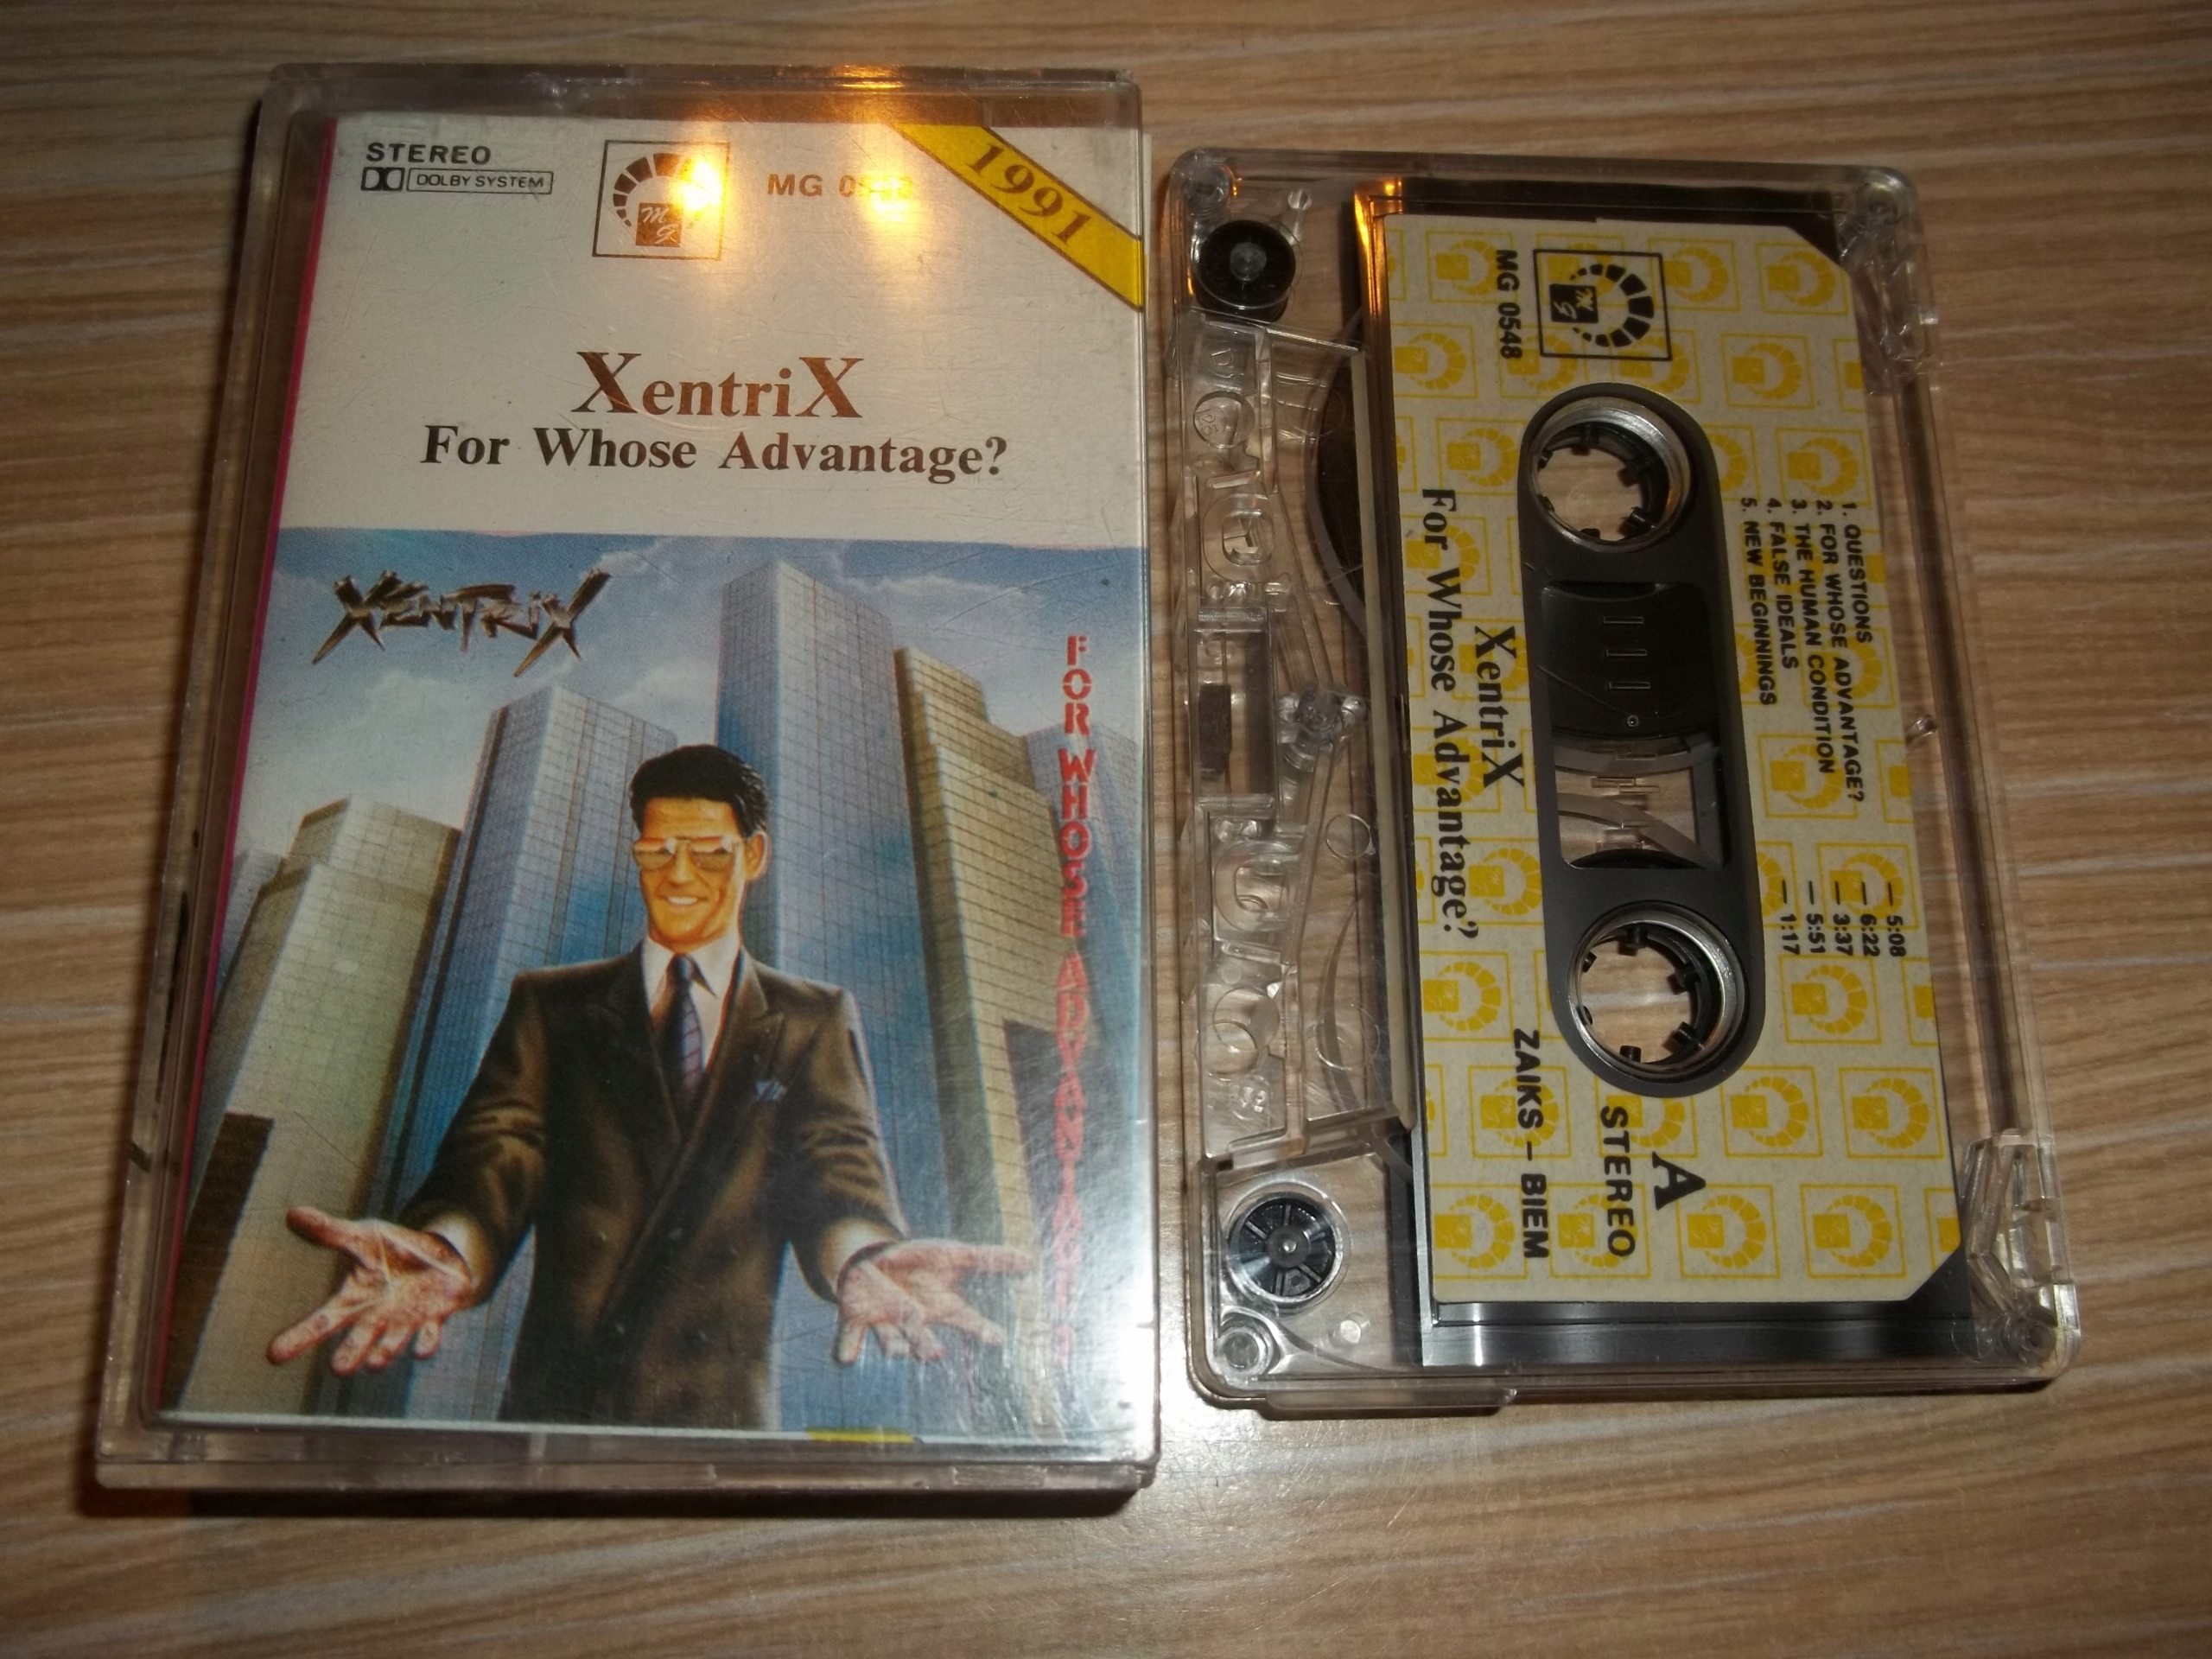 STEREO
DOLBY SYSTEM
M
G
MG
1991
XentriX
For Whose Advantage?
XENTRIX
FOR WHOSE ADVANTAGE?
MG 0548
M
G
1. QUESTIONS — 5:08
2. FOR WHOSE ADVANTAGE? — 6:22
3. THE HUMAN CONDITION — 3:37
4. FALSE IDEALS — 5:51
5. NEW BEGINNINGS — 1:17
XentriX
For Whose Advantage?
A
STEREO
ZAIKS – BIEM